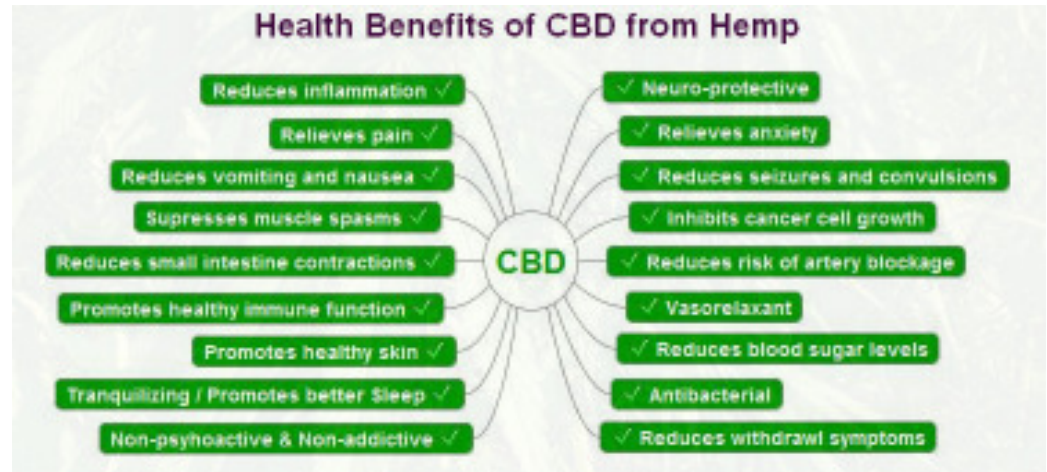 Health Benefits of CBD from Hemp
Reduces inflammation ✓
Relieves pain ✓
Reduces vomiting and nausea ✓
Supresses muscle spasms ✓
Reduces small intestine contractions ✓
Promotes healthy immune function ✓
Promotes healthy skin ✓
Tranquilizing / Promotes better Sleep ✓
Non-psyhoactive & Non-addictive ✓
CBD
✓ Neuro-protective
✓ Relieves anxiety
✓ Reduces seizures and convulsions
✓ Inhibits cancer cell growth
✓ Reduces risk of artery blockage
✓ Vasorelaxant
✓ Reduces blood sugar levels
✓ Antibacterial
✓ Reduces withdrawl symptoms